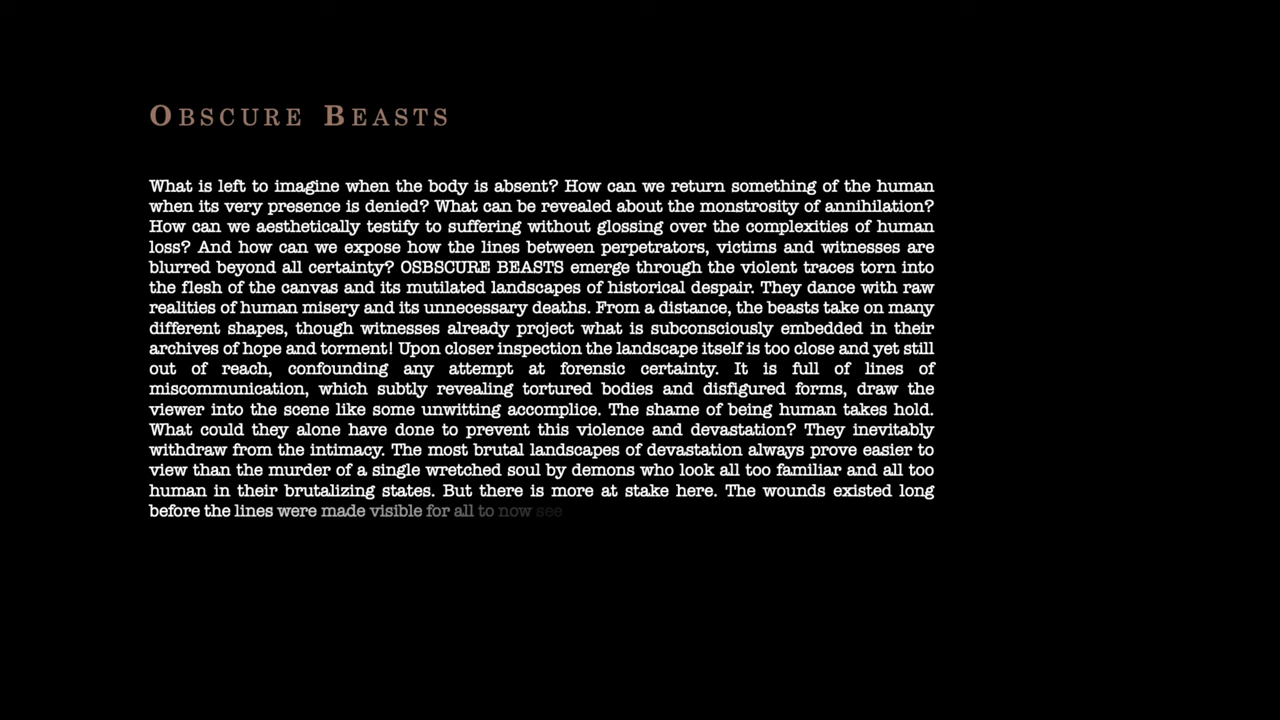 OBSCURE BEASTS
What is left to imagine when the body is absent? How can we return something of the human
when its very presence is denied? What can be revealed about the monstrosity of annihilation?
How can we aesthetically testify to suffering without glossing over the complexities of human
loss? And how can we expose how the lines between perpetrators, victims and witnesses are
blurred beyond all certainty? OSBSCURE BEASTS emerge through the violent traces torn into
the flesh of the canvas and its mutilated landscapes of historical despair. They dance with raw
realities of human misery and its unnecessary deaths. From a distance, the beasts take on many
different shapes, though witnesses already project what is subconsciously embedded in their
archives of hope and torment! Upon closer inspection the landscape itself is too close and yet still
out of reach, confounding any attempt at forensic certainty. It is full of lines of
miscommunication, which subtly revealing tortured bodies and disfigured forms, draw the
viewer into the scene like some unwitting accomplice. The shame of being human takes hold.
What could they alone have done to prevent this violence and devastation? They inevitably
withdraw from the intimacy. The most brutal landscapes of devastation always prove easier to
view than the murder of a single wretched soul by demons who look all too familiar and all too
human in their brutalizing states. But there is more at stake here. The wounds existed long
before the lines were made visible for all to now see